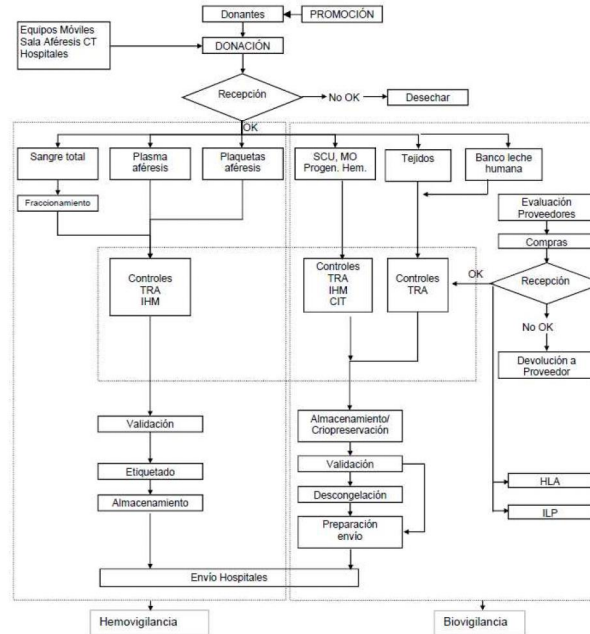 Donantes
PROMOCIÓN
Equipos Móviles
Sala Aféresis CT
Hospitales
DONACIÓN
Recepción
No OK
Desechar
OK
Sangre total
Plasma
aféresis
Plaquetas
aféresis
SCU, MO
Progen. Hem.
Tejidos
Banco leche
humana
Fraccionamiento
Evaluación
Proveedores
Compras
Controles
TRA
IHM
Controles
TRA
IHM
CIT
Controles
TRA
OK
Recepción
No OK
Devolución a
Proveedor
Validación
Etiquetado
Almacenamiento
Almacenamiento/
Criopreservación
Validación
Descongelación
Preparación
envío
HLA
ILP
Envío Hospitales
Hemovigilancia
Biovigilancia